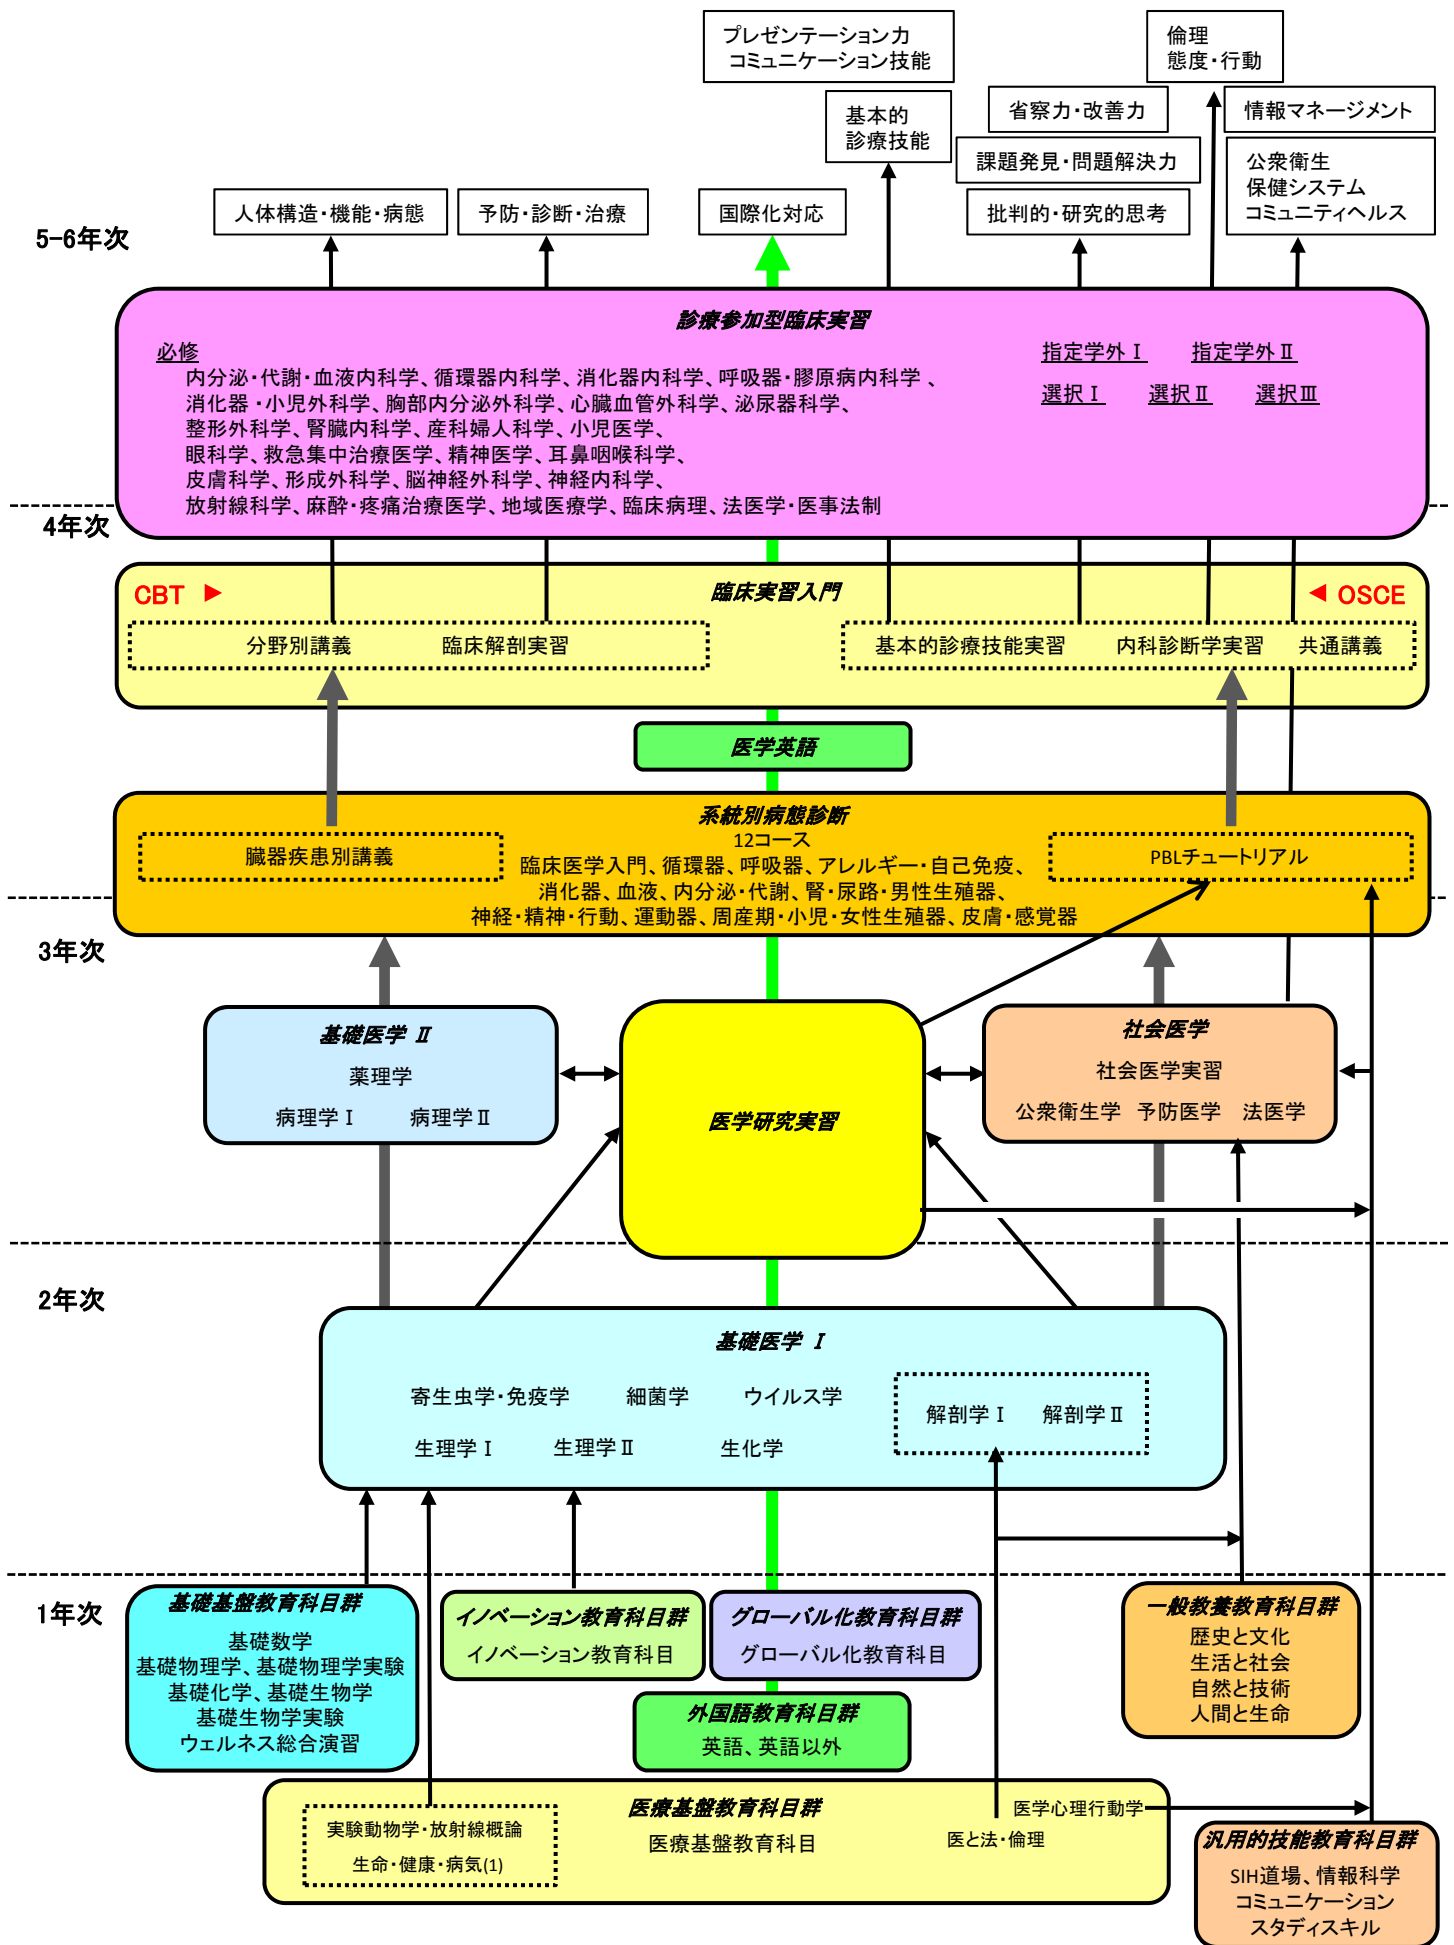 プレゼンテーション力
コミュニケーション技能
倫理
態度・行動
基本的
診療技能
省察力・改善力
情報マネージメント
課題発見・問題解決力
公衆衛生
保健システム
コミュニティヘルス
人体構造・機能・病態
予防・診断・治療
国際化対応
批判的・研究的思考
5-6年次
診療参加型臨床実習
必修
内分泌・代謝・血液内科学、循環器内科学、消化器内科学、呼吸器・膠原病内科学、
消化器・小児外科学、胸部内分泌外科学、心臓血管外科学、泌尿器科学、
整形外科学、腎臓内科学、産科婦人科学、小児医学、
眼科学、救急集中治療医学、精神医学、耳鼻咽喉科学、
皮膚科学、形成外科学、脳神経外科学、神経内科学、
放射線科学、麻酔・疼痛治療医学、地域医療学、臨床病理、法医学・医事法制
指定学外Ⅰ 指定学外Ⅱ
選択Ⅰ 選択Ⅱ 選択Ⅲ
4年次
臨床実習入門
CBT
OSCE
分野別講義 臨床解剖実習
基本的診療技能実習 内科診断学実習 共通講義
医学英語
系統別病態診断
12コース
臓器疾患別講義
臨床医学入門、循環器、呼吸器、アレルギー・自己免疫、
消化器、血液、内分泌・代謝、腎・尿路・男性生殖器、
神経・精神・行動、運動器、周産期・小児・女性生殖器、皮膚・感覚器
PBLチュートリアル
3年次
基礎医学 Ⅱ
薬理学
病理学Ⅰ 病理学Ⅱ
医学研究実習
社会医学
社会医学実習
公衆衛生学 予防医学 法医学
2年次
基礎医学 Ⅰ
寄生虫学・免疫学 細菌学 ウイルス学
生理学Ⅰ 生理学Ⅱ 生化学
解剖学Ⅰ 解剖学Ⅱ
1年次
基礎基盤教育科目群
基礎数学
基礎物理学、基礎物理学実験
基礎化学、基礎生物学
基礎生物学実験
ウェルネス総合演習
イノベーション教育科目群
イノベーション教育科目
グローバル化教育科目群
グローバル化教育科目
外国語教育科目群
英語、英語以外
一般教養教育科目群
歴史と文化
生活と社会
自然と技術
人間と生命
医療基盤教育科目群
実験動物学・放射線概論
生命・健康・病気(1)
医療基盤教育科目
医学心理行動学
医と法・倫理
汎用的技能教育科目群
SIH道場、情報科学
コミュニケーション
スタディスキル